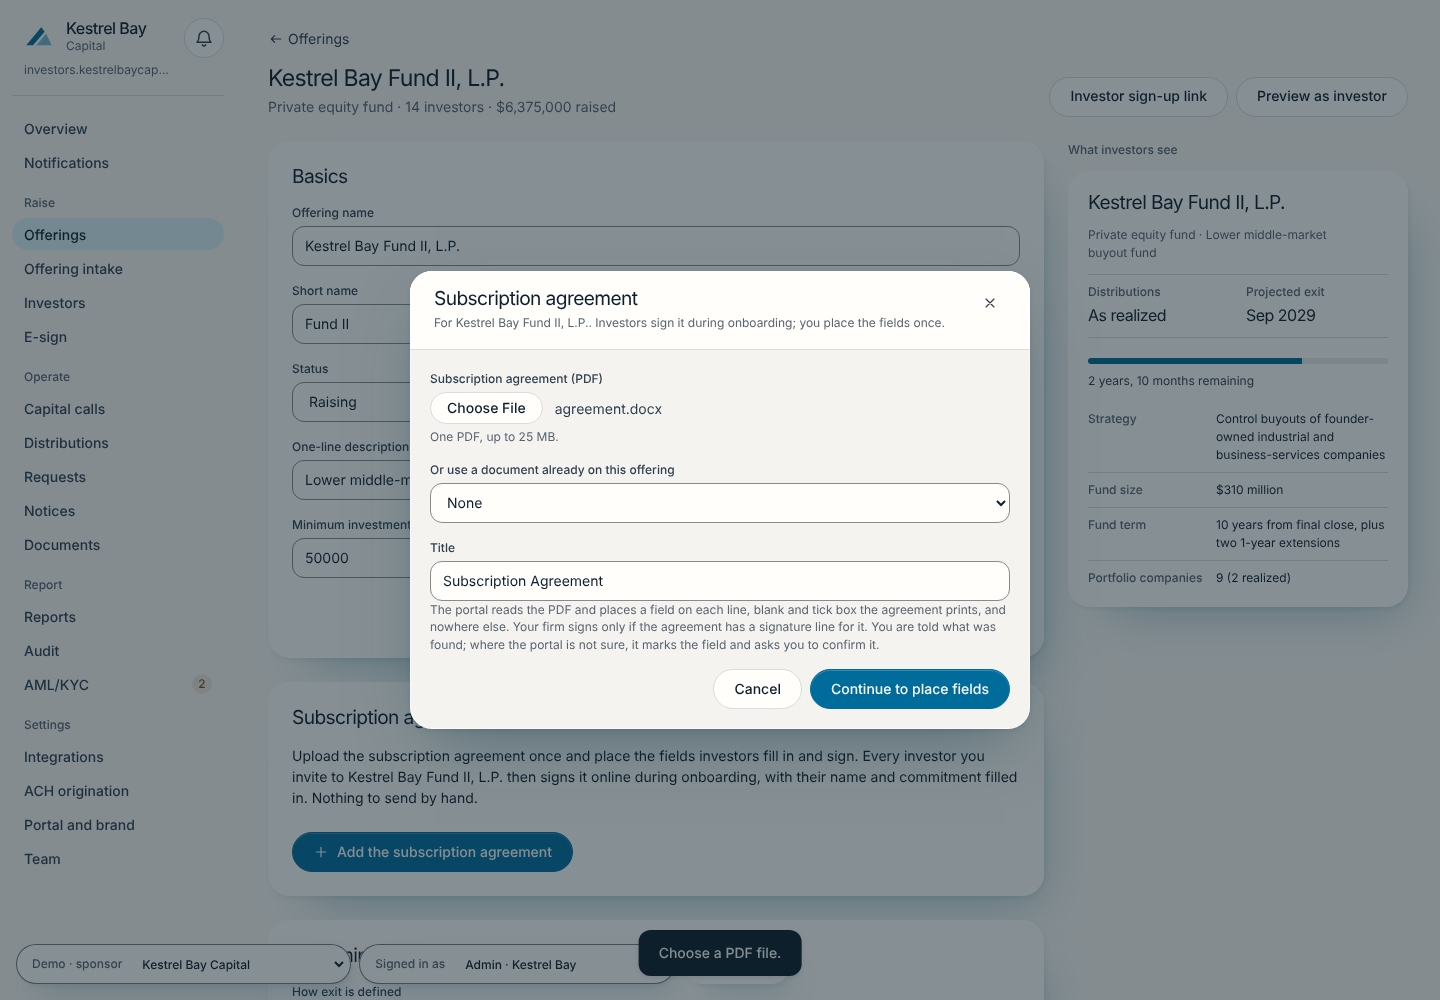 Kestrel Bay
Capital
investors.kestrelbaycap...
Overview
Notifications
Raise
Offerings
Offering intake
Investors
E-sign
Operate
Capital calls
Distributions
Requests
Notices
Documents
Report
Reports
Audit
AML/KYC
2
Settings
Integrations
ACH origination
Portal and brand
Team
← Offerings
Kestrel Bay Fund II, L.P.
Private equity fund · 14 investors · $6,375,000 raised
Investor sign-up link
Preview as investor
Basics
Offering name
Kestrel Bay Fund II, L.P.
Short name
Fund II
Status
Raising
One-line description
Lower middle-m
Minimum investment
50000
Subscription agreement
For Kestrel Bay Fund II, L.P.. Investors sign it during onboarding; you place the fields once.
Subscription agreement (PDF)
Choose File agreement.docx
One PDF, up to 25 MB.
Or use a document already on this offering
None
Title
Subscription Agreement
The portal reads the PDF and places a field on each line, blank and tick box the agreement prints, and
nowhere else. Your firm signs only if the agreement has a signature line for it. You are told what was
found; where the portal is not sure, it marks the field and asks you to confirm it.
Cancel
Continue to place fields
Subscription ag
Upload the subscription agreement once and place the fields investors fill in and sign. Every investor you
invite to Kestrel Bay Fund II, L.P. then signs it online during onboarding, with their name and commitment filled
in. Nothing to send by hand.
+ Add the subscription agreement
How exit is defined
What investors see
Kestrel Bay Fund II, L.P.
Private equity fund · Lower middle-market
buyout fund
Distributions
As realized
Projected exit
Sep 2029
2 years, 10 months remaining
Strategy
Control buyouts of founder-
owned industrial and
business-services companies
Fund size
$310 million
Fund term
10 years from final close, plus
two 1-year extensions
Portfolio companies
9 (2 realized)
Demo · sponsor Kestrel Bay Capital
Signed in as Admin · Kestrel Bay
Choose a PDF file.